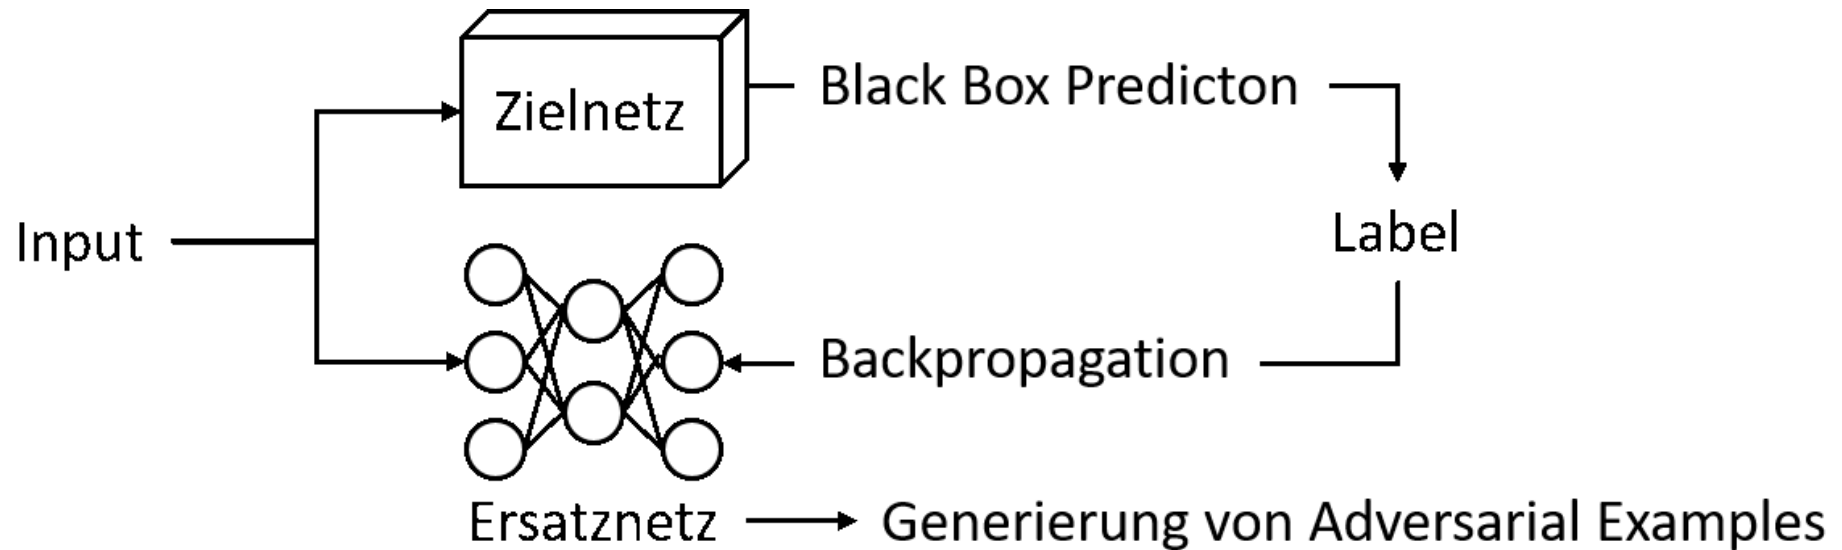 Zielnetz
Black Box Predicton
Input
Label
Backpropagation
Ersatznetz
Generierung von Adversarial Examples